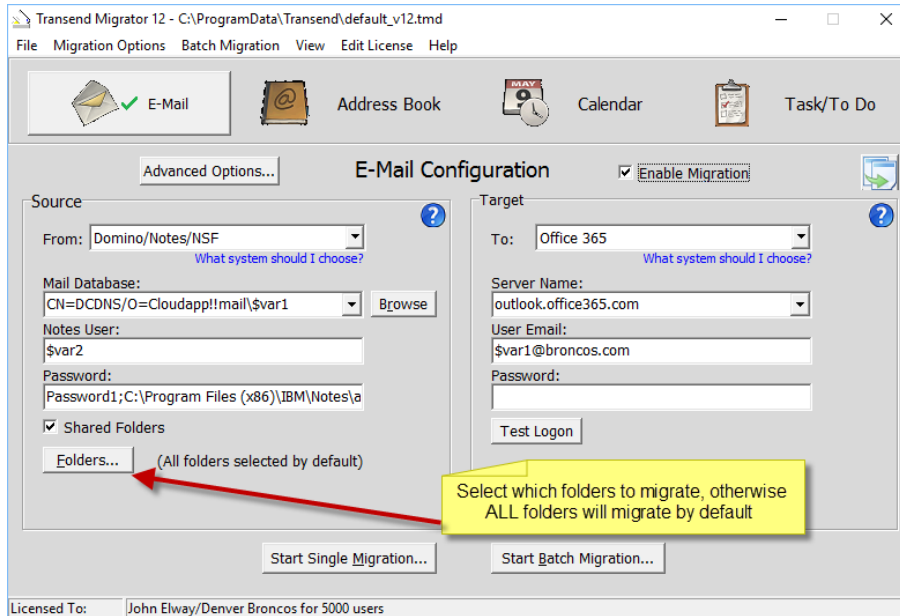 Transend Migrator 12 - C:\ProgramData\Transend\default_v12.tmd
File Migration Options Batch Migration View Edit License Help
E-Mail
Address Book
MAY
9
Calendar
Task/To Do
Advanced Options...
E-Mail Configuration
Enable Migration
Source
From: Domino/Notes/NSF
What system should I choose?
Mail Database:
CN=DCDNS/O=Cloudapp!!mail\$var1
Browse
Notes User:
$var2
Password:
Password1;C:\Program Files (x86)\IBM\Notes\a
Shared Folders
Folders... (All folders selected by default)
Target
To: Office 365
What system should I choose?
Server Name:
outlook.office365.com
User Email:
$var1@broncos.com
Password:
Test Logon
Select which folders to migrate, otherwise
ALL folders will migrate by default
Start Single Migration...
Start Batch Migration...
Licensed To: John Elway/Denver Broncos for 5000 users